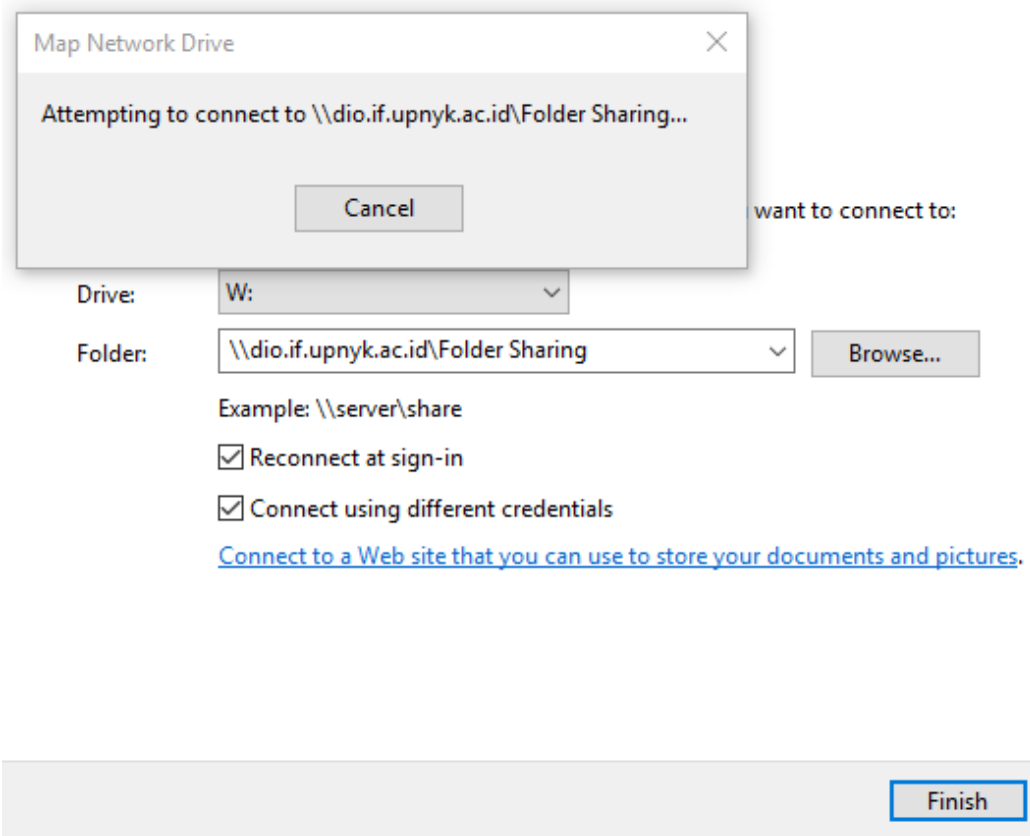 Map Network Drive
Attempting to connect to \\dio.if.upnyk.ac.id\Folder Sharing...
Cancel
want to connect to:
Drive: W:
Folder: \\dio.if.upnyk.ac.id\Folder Sharing Browse...
Example: \\server\share
Reconnect at sign-in
Connect using different credentials
Connect to a Web site that you can use to store your documents and pictures.
Finish